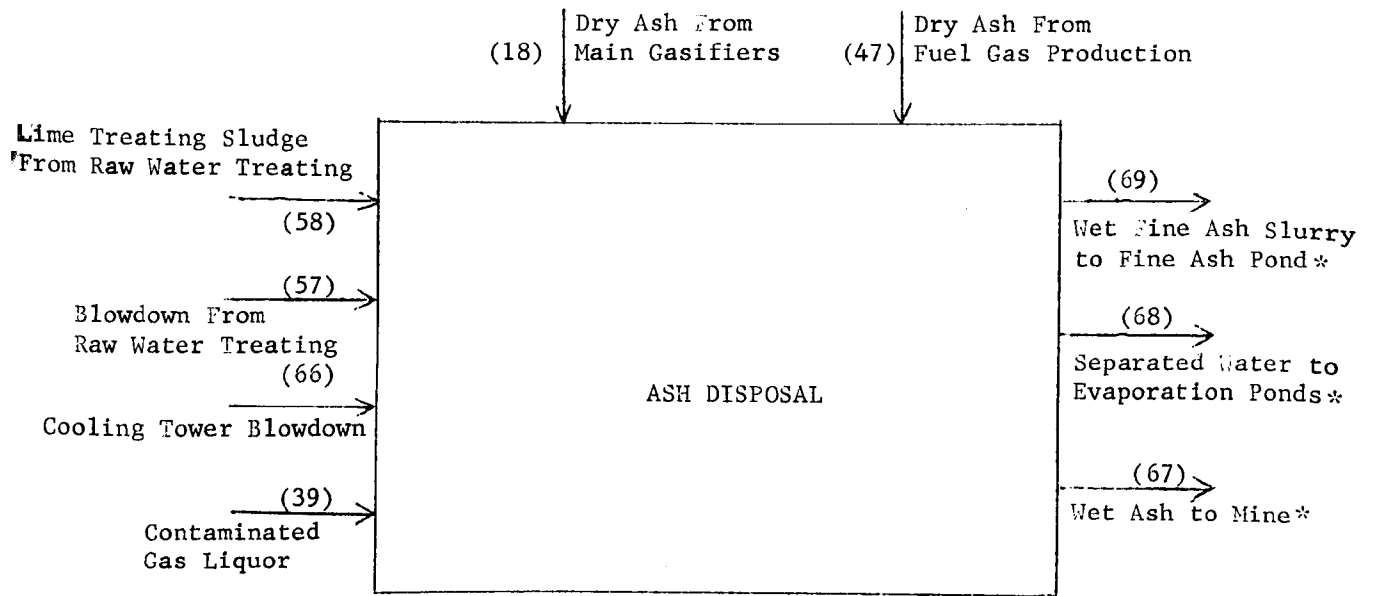 Dry Ash From
(18) Main Gasifiers
Dry Ash From
(47) Fuel Gas Production
Lime Treating Sludge
From Raw Water Treating
(58)
(57)
Blowdown From
Raw Water Treating
(66)
Cooling Tower Blowdown
(39)
Contaminated
Gas Liquor
ASH DISPOSAL
(69)
Wet Fine Ash Slurry
to Fine Ash Pond*
(68)
Separated Water to
Evaporation Ponds*
(67)
Wet Ash to Mine*